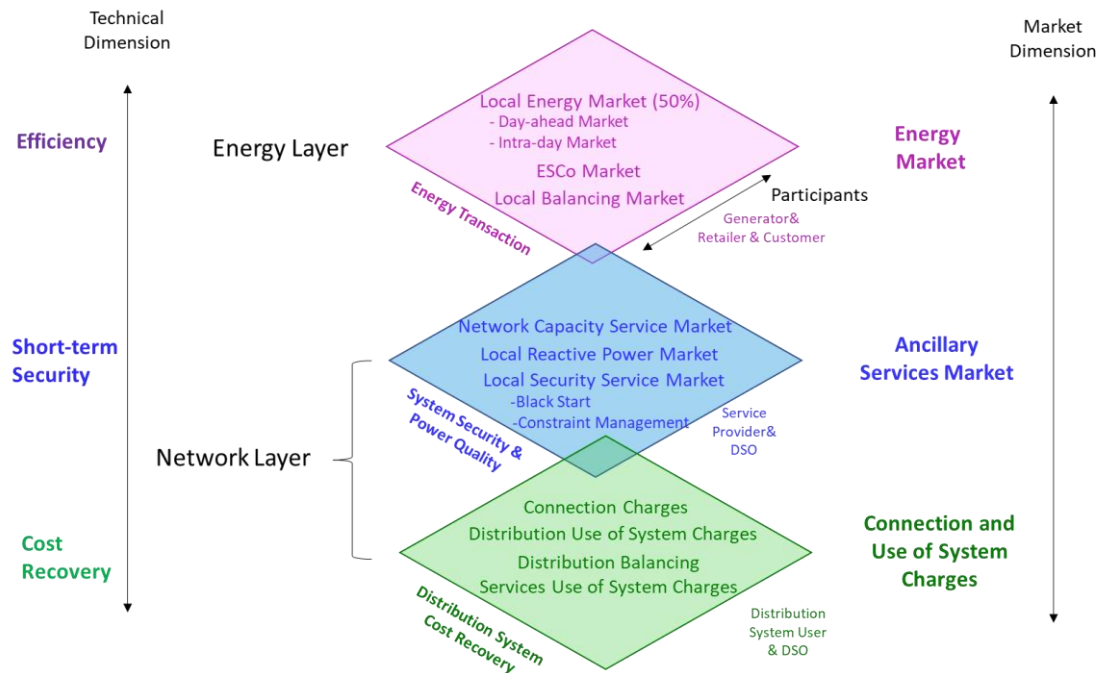 Technical
Dimension
Market
Dimension
Efficiency
Energy Layer
Local Energy Market (50%)
- Day-ahead Market
- Intra-day Market
ESCo Market
Local Balancing Market
Energy Transaction
Participants
Generator&
Retailer & Customer
Energy
Market
Short-term
Security
Network Capacity Service Market
Local Reactive Power Market
Local Security Service Market
-Black Start
-Constraint Management
System Security &
Power Quality
Service
Provider&
DSO
Ancillary
Services Market
Network Layer
Cost
Recovery
Connection Charges
Distribution Use of System Charges
Distribution Balancing
Services Use of System Charges
Distribution System
Cost Recovery
Distribution
System User
& DSO
Connection and
Use of System
Charges